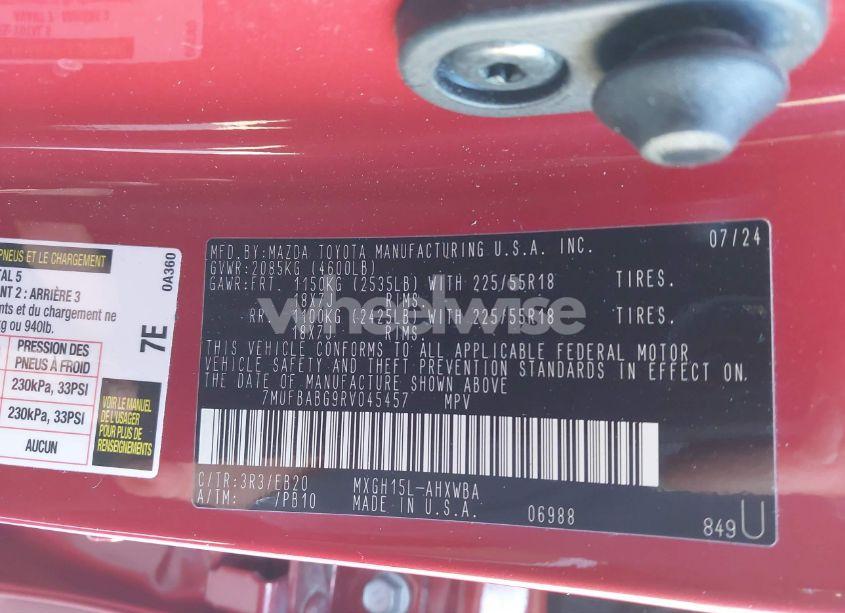 PNEUS ET LE CHARGEMENT
TAL 5
NT 2 : ARRIÈRE 3
nts et du chargement ne
kg ou 940lb.
PRESSION DES
PNEUS À FROID
230kPa, 33PSI
230kPa, 33PSI
AUCUN
0A360
7E
VOIR LE MANUEL
DE L'USAGER
POUR PLUS DE
RENSEIGNEMENTS
MFD.BY:MAZDA TOYOTA MANUFACTURING U.S.A. INC. 07/24
GVWR:2085KG (4600LB)
GAWR:FRT. 1150KG (2535LB) WITH 225/55R18 TIRES.
18X7J RIMS.
RR. 1100KG (2425LB) WITH 225/55R18 TIRES.
18X7J RIMS.
THIS VEHICLE CONFORMS TO ALL APPLICABLE FEDERAL MOTOR
VEHICLE SAFETY AND THEFT PREVENTION STANDARDS IN EFFECT ON
THE DATE OF MANUFACTURE SHOWN ABOVE
7MUFBABG9RV045457 MPV
C/TR:3R3/EB20 MXGH15L-AHXWBA
A/TM: /PB10 MADE IN U.S.A. 06988 849U
wheelwise